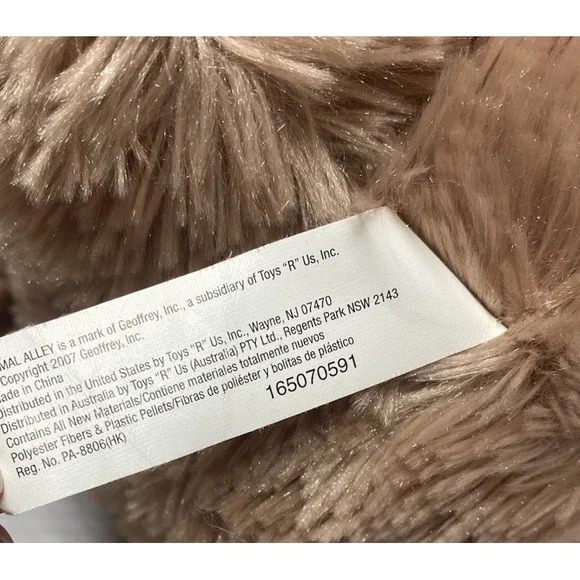 MAL ALLEY is a mark of Geoffrey, Inc., a subsidiary of Toys "R" Us, Inc.
Copyright 2007 Geoffrey, Inc.
ade in China
Distributed in the United States by Toys "R" Us, Inc., Wayne, NJ 07470
Distributed in Australia by Toys "R" Us (Australia) PTY Ltd., Regents Park NSW 2143
Contains All New Materials/Contiene materiales totalmente nuevos
Polyester Fibers & Plastic Pellets/Fibras de poliéster y bolitas de plástico
Reg. No. PA-8806(HK)
165070591